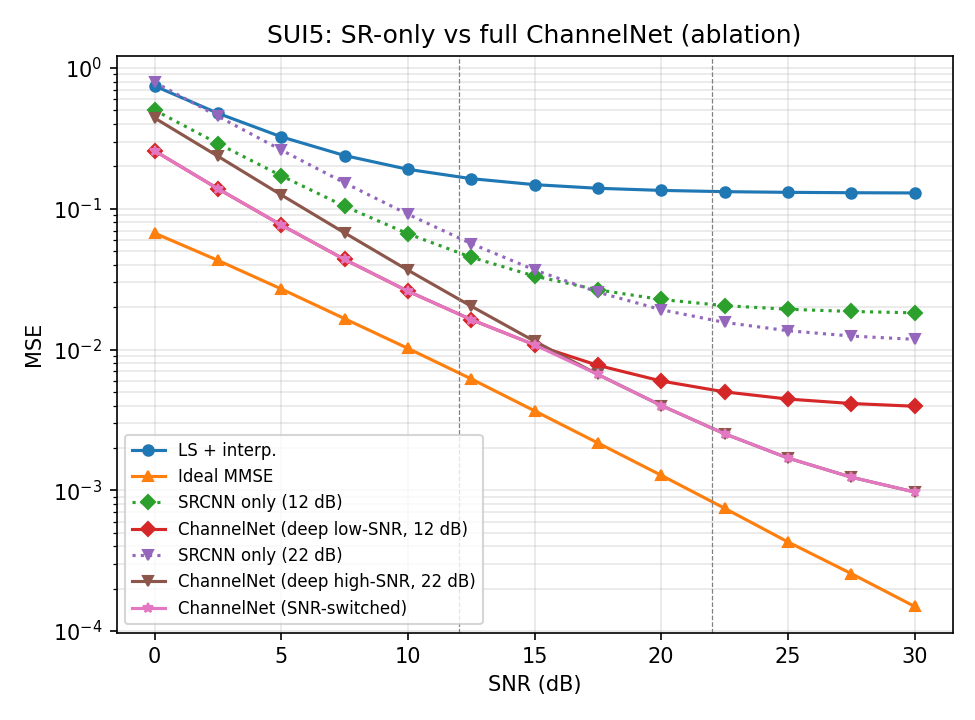 SUI5: SR-only vs full ChannelNet (ablation)
MSE
10⁰
10⁻¹
10⁻²
10⁻³
10⁻⁴
LS + interp.
Ideal MMSE
SRCNN only (12 dB)
ChannelNet (deep low-SNR, 12 dB)
SRCNN only (22 dB)
ChannelNet (deep high-SNR, 22 dB)
ChannelNet (SNR-switched)
0 5 10 15 20 25 30
SNR (dB)